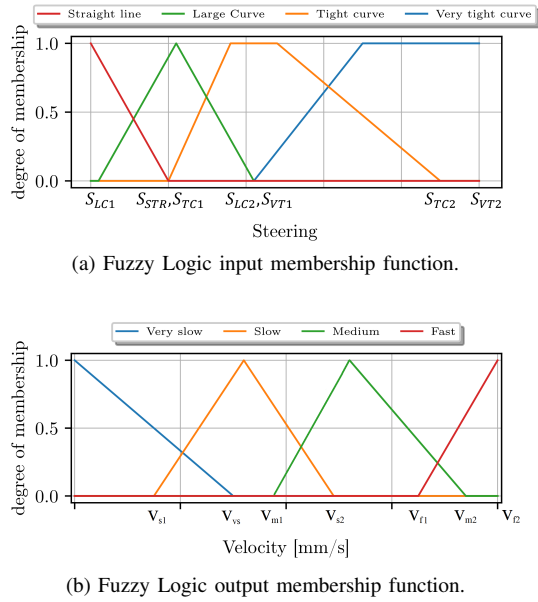 Straight line Large Curve Tight curve Very tight curve
degree of membership
1.0
0.5
0.0
S_LC1 S_STR,S_TC1 S_LC2,S_VT1 S_TC2 S_VT2
Steering
(a) Fuzzy Logic input membership function.
Very slow Slow Medium Fast
degree of membership
1.0
0.5
0.0
V_s1 V_vs V_m1 V_s2 V_f1 V_m2 V_f2
Velocity [mm/s]
(b) Fuzzy Logic output membership function.